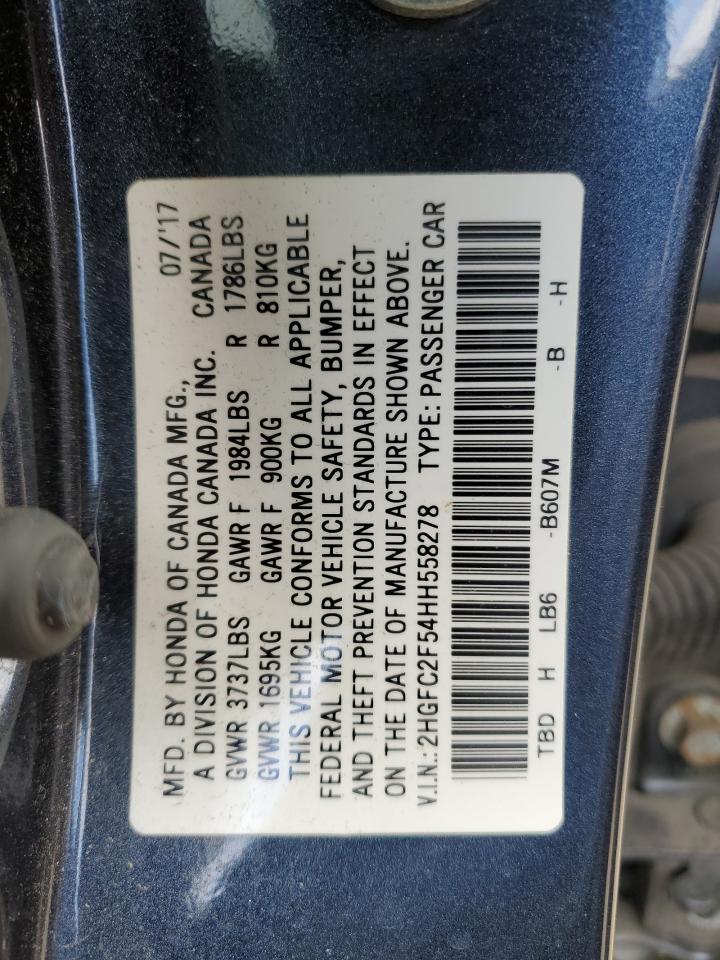 MFD. BY HONDA OF CANADA MFG., 07/'17
A DIVISION OF HONDA CANADA INC. CANADA
GVWR 3737LBS GAWR F 1984LBS R 1786LBS
GVWR 1695KG GAWR F 900KG R 810KG
THIS VEHICLE CONFORMS TO ALL APPLICABLE
FEDERAL MOTOR VEHICLE SAFETY, BUMPER,
AND THEFT PREVENTION STANDARDS IN EFFECT
ON THE DATE OF MANUFACTURE SHOWN ABOVE.
V.I.N.: 2HGFC2F54HH558278 TYPE: PASSENGER CAR
TBD H LB6 -B607M -B -H